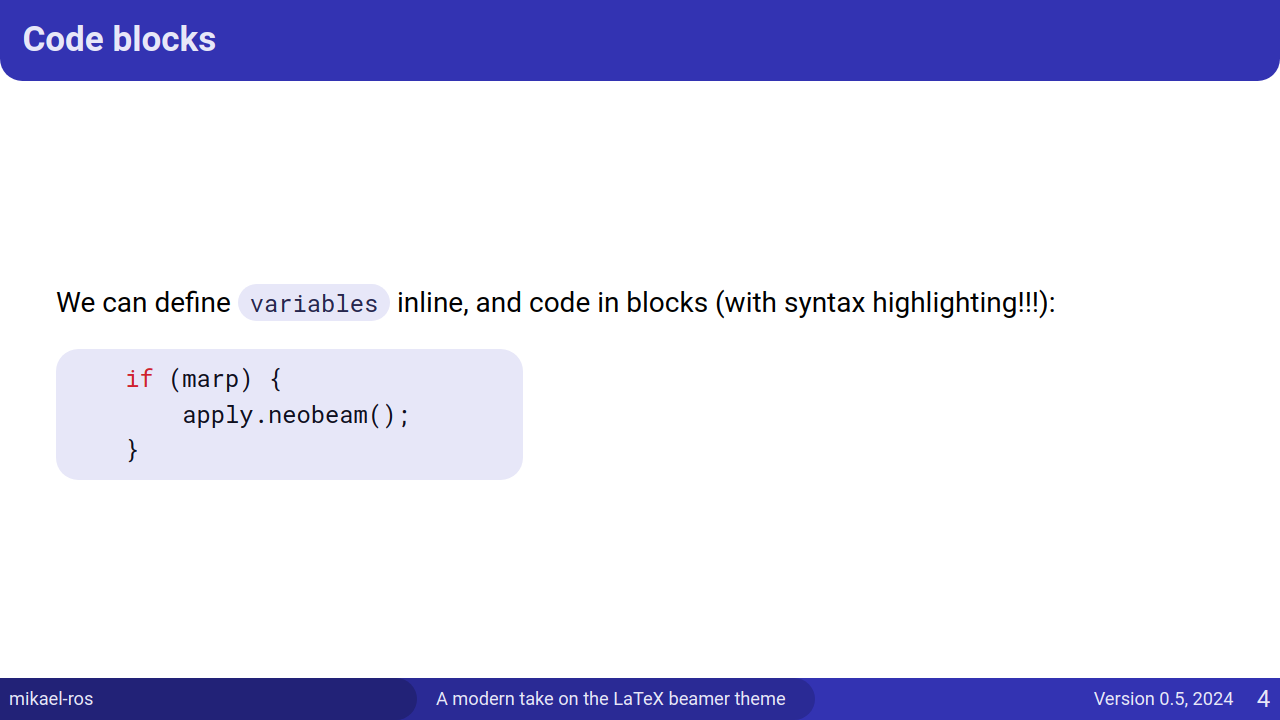 Code blocks
We can define variables inline, and code in blocks (with syntax highlighting!!!):
if (marp) {
    apply.neobeam();
}
mikael-ros
A modern take on the LaTeX beamer theme
Version 0.5, 2024
4